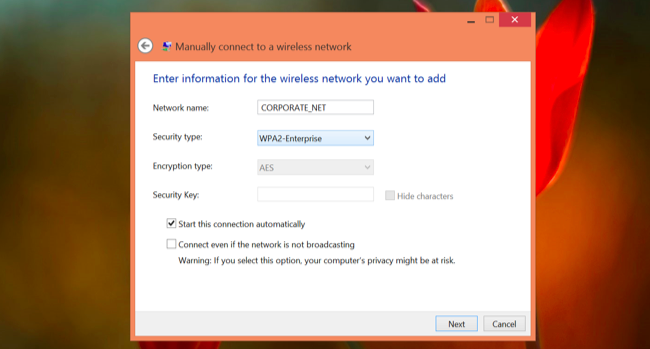 Manually connect to a wireless network
Enter information for the wireless network you want to add
Network name: CORPORATE_NET
Security type: WPA2-Enterprise
Encryption type: AES
Security Key: Hide characters
Start this connection automatically
Connect even if the network is not broadcasting
Warning: If you select this option, your computer's privacy might be at risk.
Next Cancel